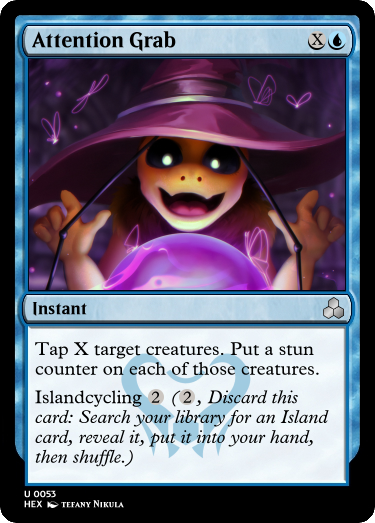 Attention Grab X
Instant
Tap X target creatures. Put a stun
counter on each of those creatures.
Islandcycling 2 (2, Discard this
card: Search your library for an Island
card, reveal it, put it into your hand,
then shuffle.)
U 0053
HEX TEFANY NIKULA